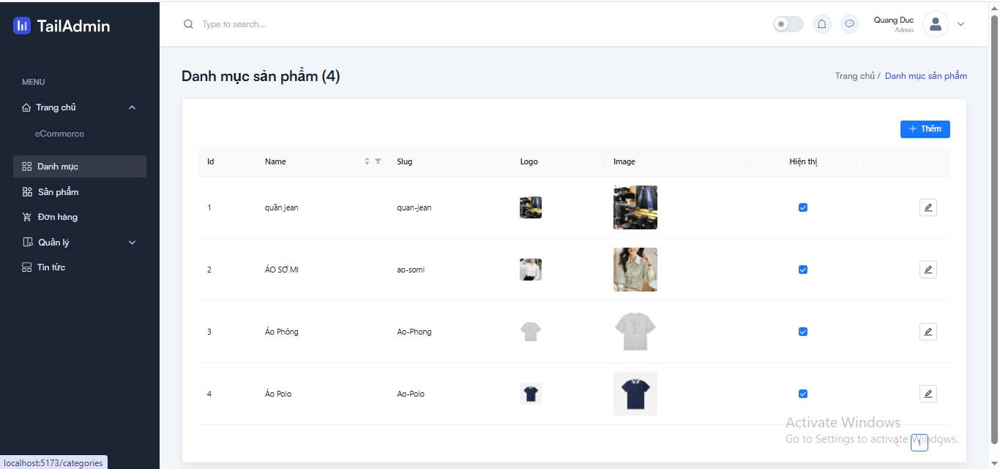 TailAdmin
Type to search...
Quang Duc
Admin
MENU
Trang chủ
eCommerce
Danh mục
Sản phẩm
Đơn hàng
Quản lý
Tin tức
Danh mục sản phẩm (4)
Trang chủ / Danh mục sản phẩm
+ Thêm
Id Name Slug Logo Image Hiện thị
1 quần jean quan-jean
2 ÁO SƠ MI ao-somi
3 Áo Phông Ao-Phong
4 Áo Polo Ao-Polo
Activate Windows
Go to Settings to activate Windows.
1
localhost:5173/categories